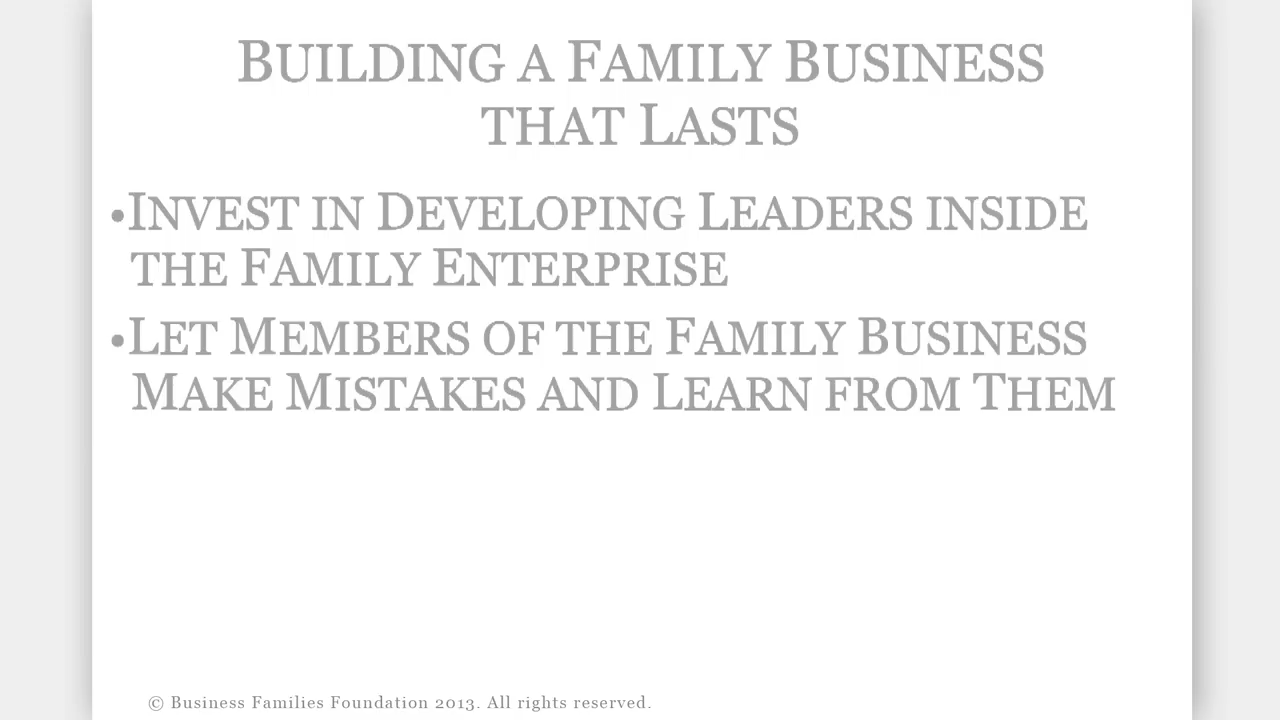 Building a Family Business
that Lasts
•Invest in Developing Leaders inside
the Family Enterprise
•Let Members of the Family Business
Make Mistakes and Learn from Them
© Business Families Foundation 2013. All rights reserved.